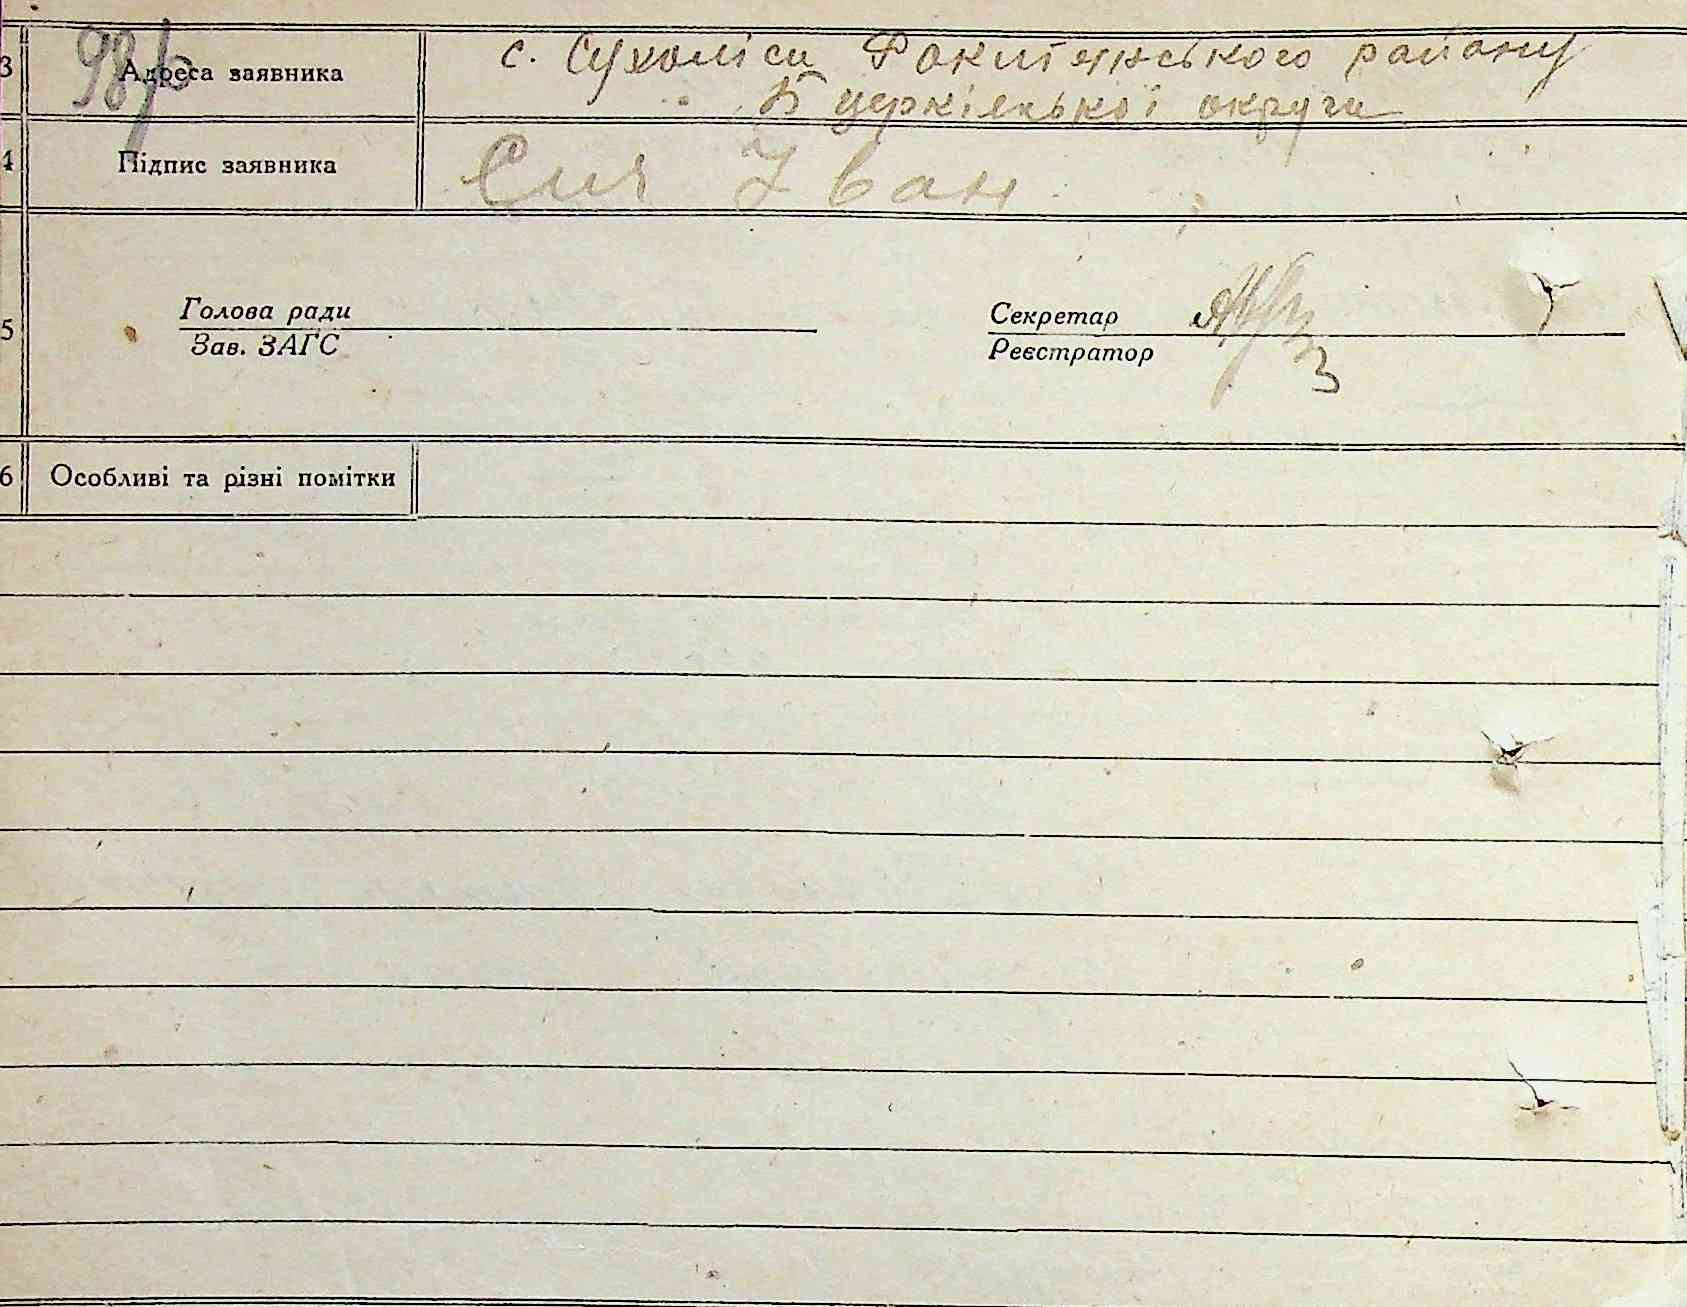 3 Адреса заявника с. Сухоліси Рокитянського району
Б церківської округи
4 Підпис заявника Сич Іван
Голова ради Секретар
5
Зав. ЗАГС Реєстратор
6 Особливі та різні помітки